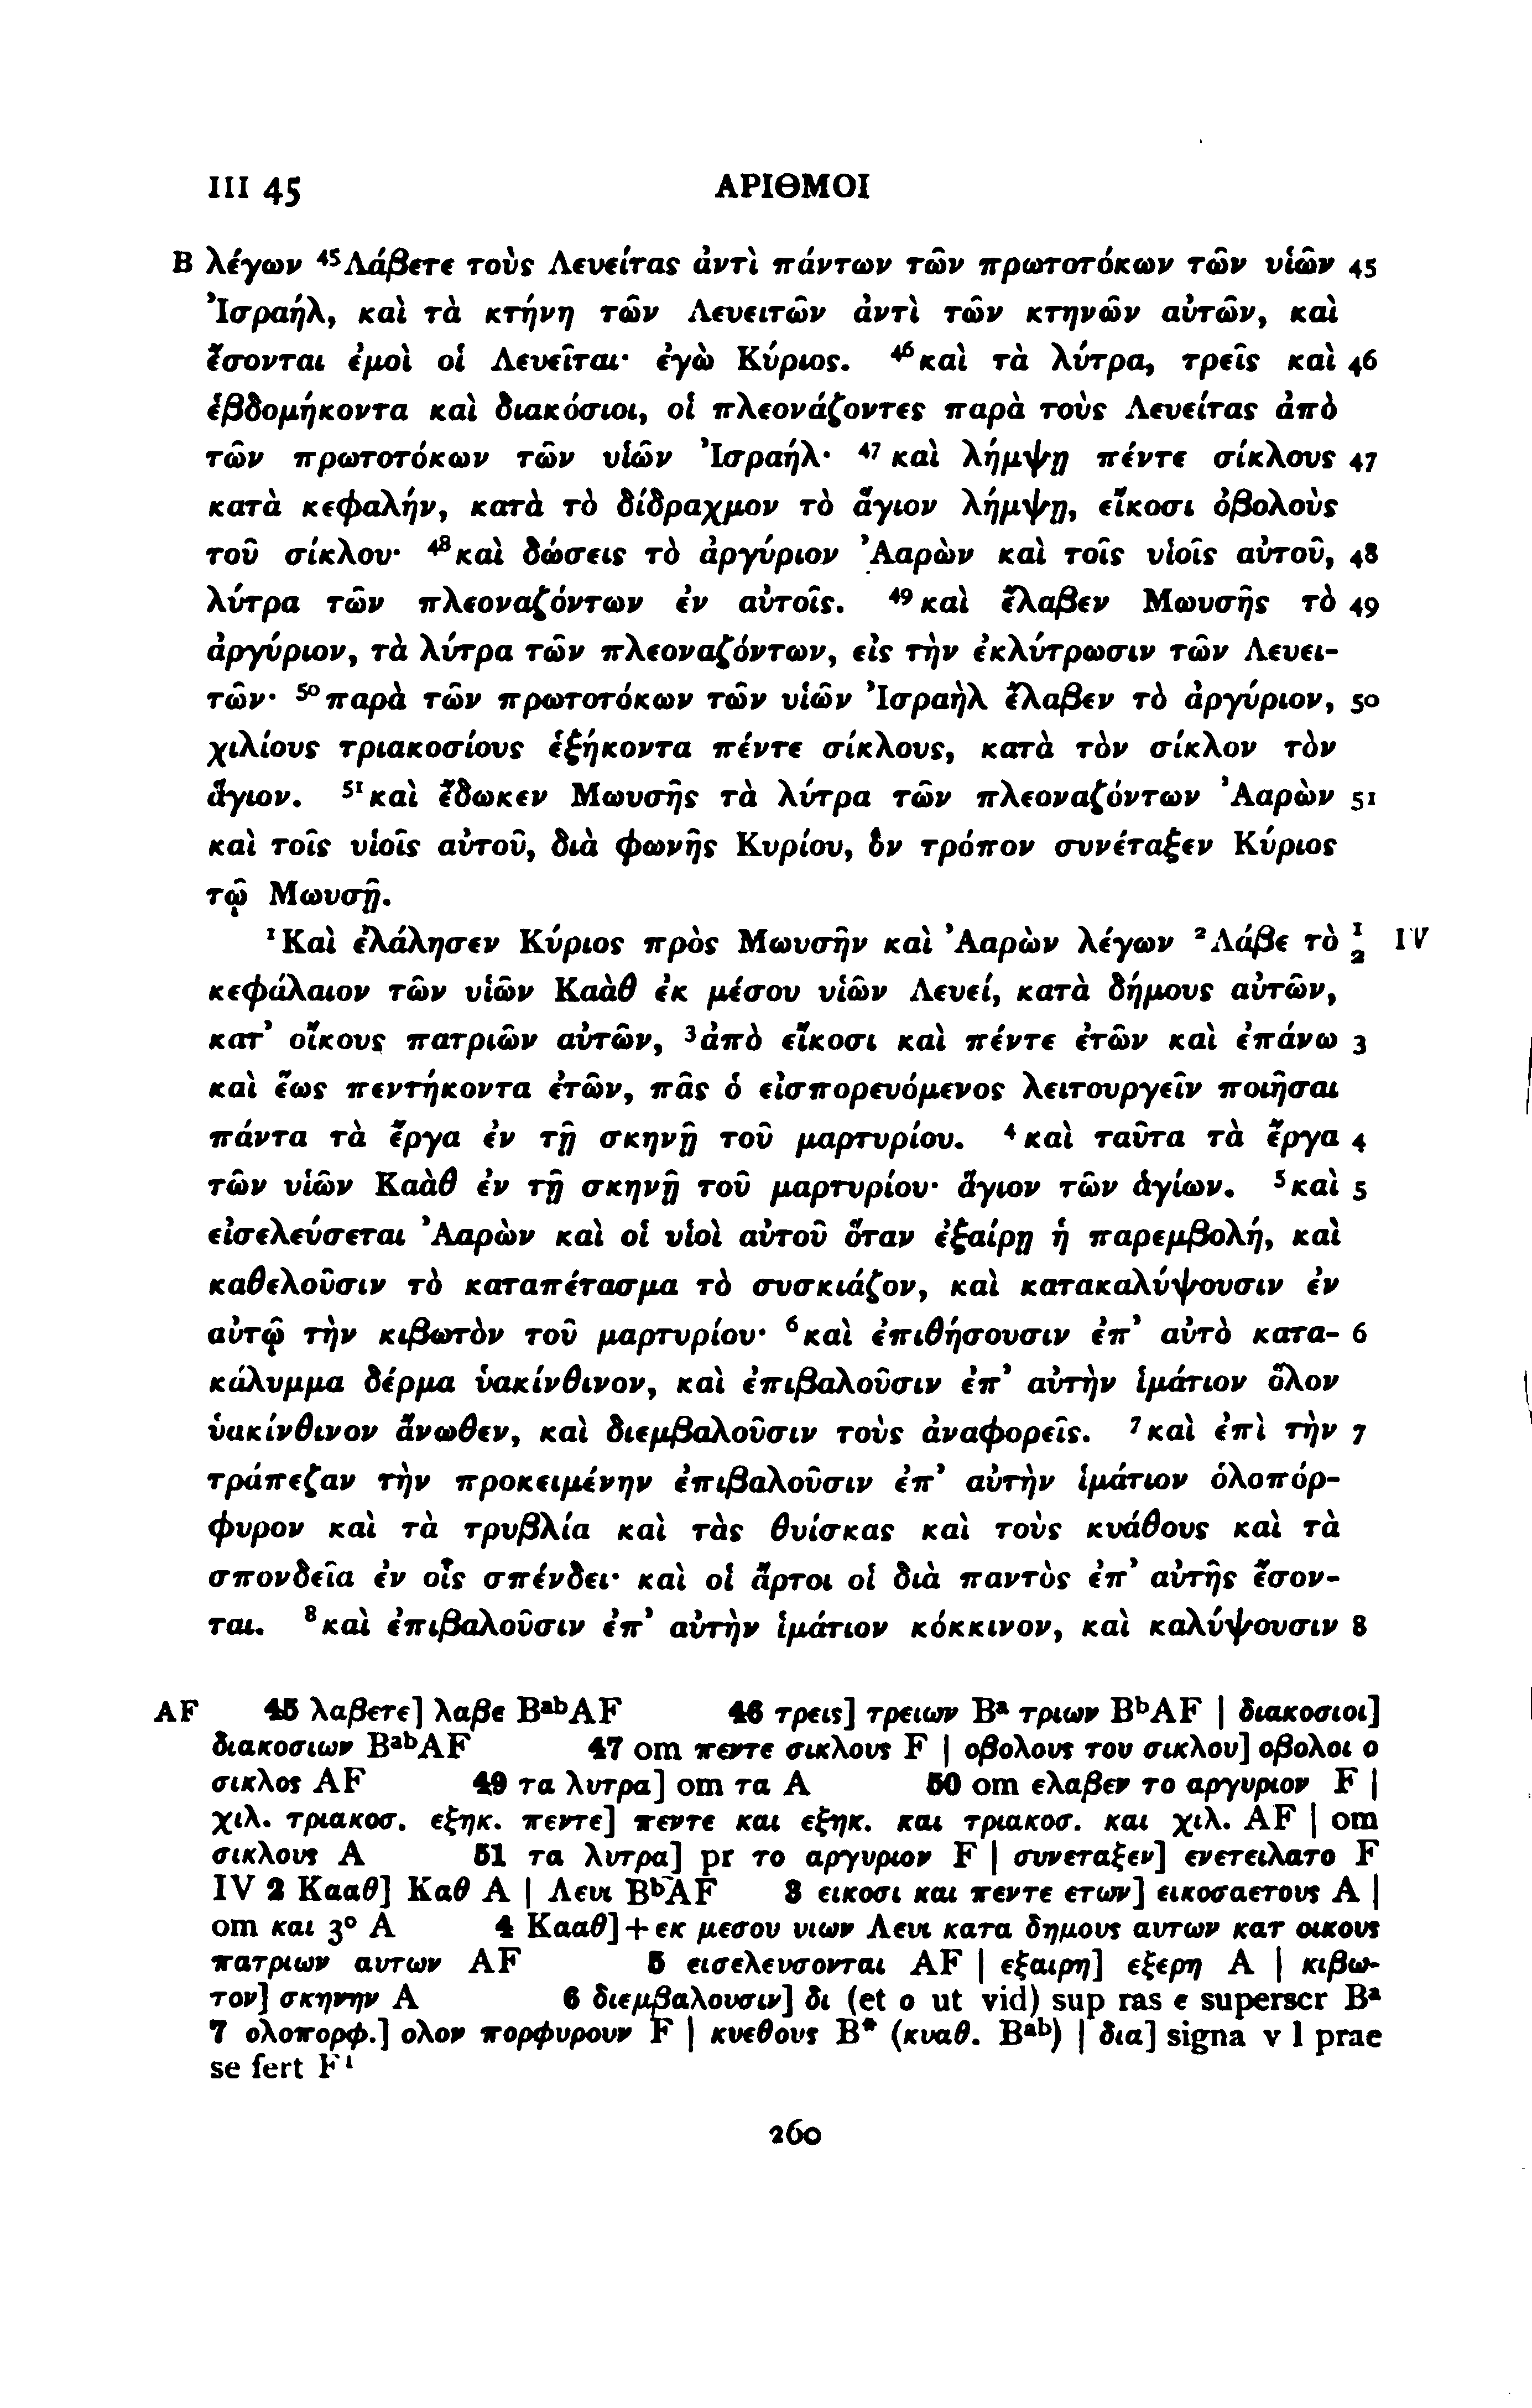 III 45 ΑΡΙΘΜΟΙ
B λέγων ⁴⁵Λάβετε τοὺς Λευείτας ἀντὶ πάντων τῶν πρωτοτόκων τῶν υἱῶν 45
Ἰσραήλ, καὶ τὰ κτήνη τῶν Λευειτῶν ἀντὶ τῶν κτηνῶν αὐτῶν, καὶ
ἔσονται ἐμοὶ οἱ Λευεῖται· ἐγὼ Κύριος. ⁴⁶καὶ τὰ λύτρα, τρεῖς καὶ 46
ἑβδομήκοντα καὶ διακόσιοι, οἱ πλεονάζοντες παρὰ τοὺς Λευείτας ἀπὸ
τῶν πρωτοτόκων τῶν υἱῶν Ἰσραήλ· ⁴⁷καὶ λήμψῃ πέντε σίκλους 47
κατὰ κεφαλήν, κατὰ τὸ δίδραχμον τὸ ἅγιον λήμψῃ, εἴκοσι ὀβολοὺς
τοῦ σίκλου· ⁴⁸καὶ δώσεις τὸ ἀργύριον Ἀαρὼν καὶ τοῖς υἱοῖς αὐτοῦ, 48
λύτρα τῶν πλεοναζόντων ἐν αὐτοῖς. ⁴⁹καὶ ἔλαβεν Μωυσῆς τὸ 49
ἀργύριον, τὰ λύτρα τῶν πλεοναζόντων, εἰς τὴν ἐκλύτρωσιν τῶν Λευει-
τῶν· ⁵⁰παρὰ τῶν πρωτοτόκων τῶν υἱῶν Ἰσραὴλ ἔλαβεν τὸ ἀργύριον, 50
χιλίους τριακοσίους ἑξήκοντα πέντε σίκλους, κατὰ τὸν σίκλον τὸν
ἅγιον. ⁵¹καὶ ἔδωκεν Μωυσῆς τὰ λύτρα τῶν πλεοναζόντων Ἀαρὼν 51
καὶ τοῖς υἱοῖς αὐτοῦ, διὰ φωνῆς Κυρίου, ὃν τρόπον συνέταξεν Κύριος
τῷ Μωυσῇ.
¹Καὶ ἐλάλησεν Κύριος πρὸς Μωυσῆν καὶ Ἀαρὼν λέγων ²Λάβε τὸ 1 2 IV
κεφάλαιον τῶν υἱῶν Καὰθ ἐκ μέσου υἱῶν Λευεί, κατὰ δήμους αὐτῶν,
κατ’ οἴκους πατριῶν αὐτῶν, ³ἀπὸ εἴκοσι καὶ πέντε ἐτῶν καὶ ἐπάνω 3
καὶ ἕως πεντήκοντα ἐτῶν, πᾶς ὁ εἰσπορευόμενος λειτουργεῖν ποιῆσαι
πάντα τὰ ἔργα ἐν τῇ σκηνῇ τοῦ μαρτυρίου. ⁴καὶ ταῦτα τὰ ἔργα 4
τῶν υἱῶν Καὰθ ἐν τῇ σκηνῇ τοῦ μαρτυρίου· ἅγιον τῶν ἁγίων. ⁵καὶ 5
εἰσελεύσεται Ἀαρὼν καὶ οἱ υἱοὶ αὐτοῦ ὅταν ἐξαίρῃ ἡ παρεμβολή, καὶ
καθελοῦσιν τὸ καταπέτασμα τὸ συσκιάζον, καὶ κατακαλύψουσιν ἐν
αὐτῷ τὴν κιβωτὸν τοῦ μαρτυρίου· ⁶καὶ ἐπιθήσουσιν ἐπ’ αὐτὸ κατα- 6
κάλυμμα δέρμα ὑακίνθινον, καὶ ἐπιβαλοῦσιν ἐπ’ αὐτὴν ἱμάτιον ὅλον
ὑακίνθινον ἄνωθεν, καὶ διεμβαλοῦσιν τοὺς ἀναφορεῖς. ⁷καὶ ἐπὶ τὴν 7
τράπεζαν τὴν προκειμένην ἐπιβαλοῦσιν ἐπ’ αὐτὴν ἱμάτιον ὁλοπόρ-
φυρον καὶ τὰ τρυβλία καὶ τὰς θυίσκας καὶ τοὺς κυάθους καὶ τὰ
σπονδεῖα ἐν οἷς σπένδει· καὶ οἱ ἄρτοι οἱ διὰ παντὸς ἐπ’ αὐτῆς ἔσον-
ται. ⁸καὶ ἐπιβαλοῦσιν ἐπ’ αὐτὴν ἱμάτιον κόκκινον, καὶ καλύψουσιν 8
AF 45 λαβετε] λαβε BᵃᵇAF 46 τρεις] τρειων Bᵃ τριων BᵇAF | διακοσιοι]
διακοσιων BᵃᵇAF 47 om πεντε σικλους F | οβολους του σικλου] οβολοι ο
σικλος AF 49 τα λυτρα] om τα A 50 om ελαβεν το αργυριον F |
χιλ. τριακοσ. εξηκ. πεντε] πεντε και εξηκ. και τριακοσ. και χιλ. AF | om
σικλους A 51 τα λυτρα] pr το αργυριον F | συνεταξεν] ενετειλατο F
IV 2 Κααθ] Καθ A | Λευι BᵇAF 3 εικοσι και πεντε ετων] εικοσαετους A |
om και 3° A 4 Κααθ]+εκ μεσου υιων Λευι κατα δημους αυτων κατ οικους
πατριων αυτων AF 5 εισελευσονται AF | εξαιρη] εξερη A | κιβω-
τον] σκηνην A 6 διεμβαλουσιν] δι (et ο ut vid) sup ras ε superscr Bᵃ
7 ολοπορφ.] ολον πορφυρουν F | κυεθους B* (κυαθ. Bᵃᵇ) | δια] signa v l prae
se fert F¹
260